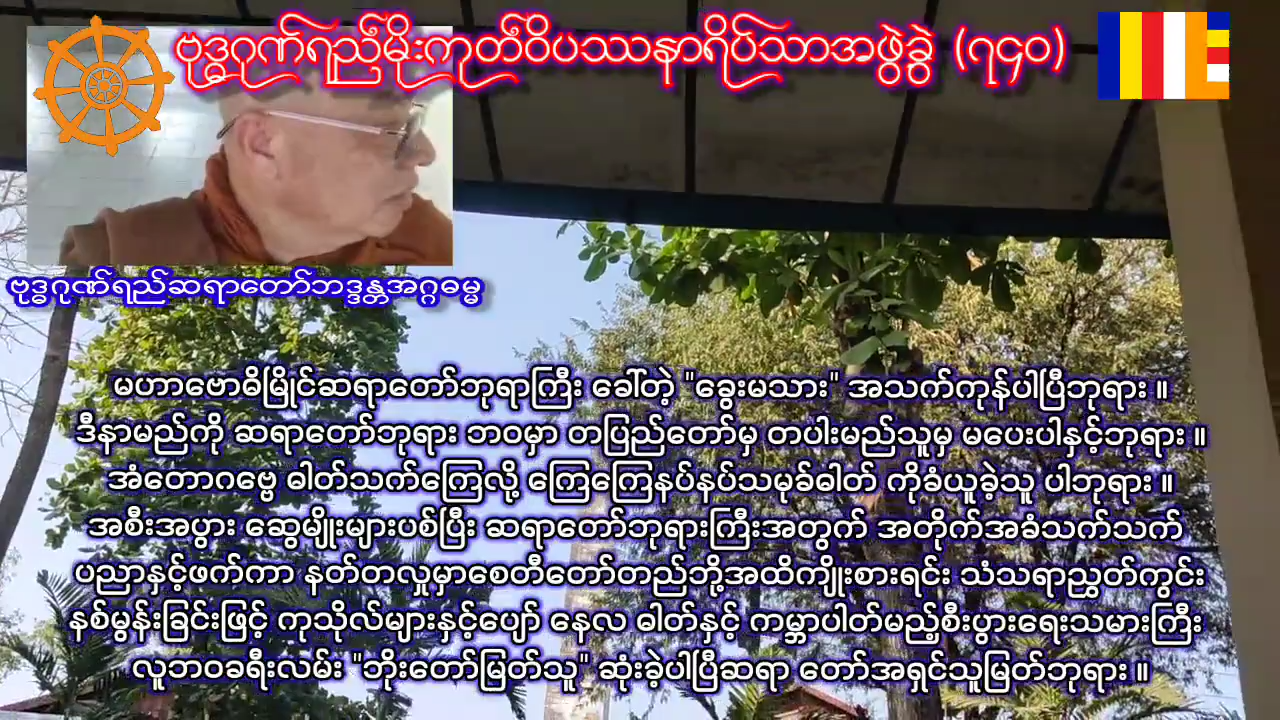 ဗုဒ္ဓဂုဏ်ရည်မိုးကုတ်ဝိပဿနာရိပ်သာအဖွဲ့ခွဲ (၇၄၀)
ဗုဒ္ဓဂုဏ်ရည်ဆရာတော်ဘဒ္ဒန္တအဂ္ဂဓမ္မ
မဟာဗောဓိမြိုင်ဆရာတော်ဘုရာကြီး ခေါ်တဲ့ "ခွေးမသား" အသက်ကုန်ပါပြီဘုရား ။
ဒီနာမည်ကို ဆရာတော်ဘုရား ဘဝမှာ တပြည်တော်မှ တပါးမည်သူမှ မပေးပါနှင့်ဘုရား ။
အံတောဂဗ္ဗေ ဓါတ်သက်ကြေလို့ ကြေကြေနပ်နပ်သမုခ်ဓါတ် ကိုခံယူခဲ့သူ ပါဘုရား ။
အစီးအပွား ဆွေမျိုးများပစ်ပြီး ဆရာတော်ဘုရားကြီးအတွက် အတိုက်အခံသက်သက်
ပညာနှင့်ဖက်ကာ နတ်တလှူမှာစေတီတော်တည်ဘို့အထိကျိုးစားရင်း သံသရာညွှတ်ကွင်း
နစ်မွန်းခြင်းဖြင့် ကုသိုလ်များနှင့်ပျော် နေလ ဓါတ်နှင့် ကမ္ဘာပါတ်မည့်စီးပွားရေးသမားကြီး
လူဘဝခရီးလမ်း "ဘိုးတော်မြတ်သူ" ဆုံးခဲ့ပါပြီဆရာ တော်အရှင်သူမြတ်ဘုရား ။